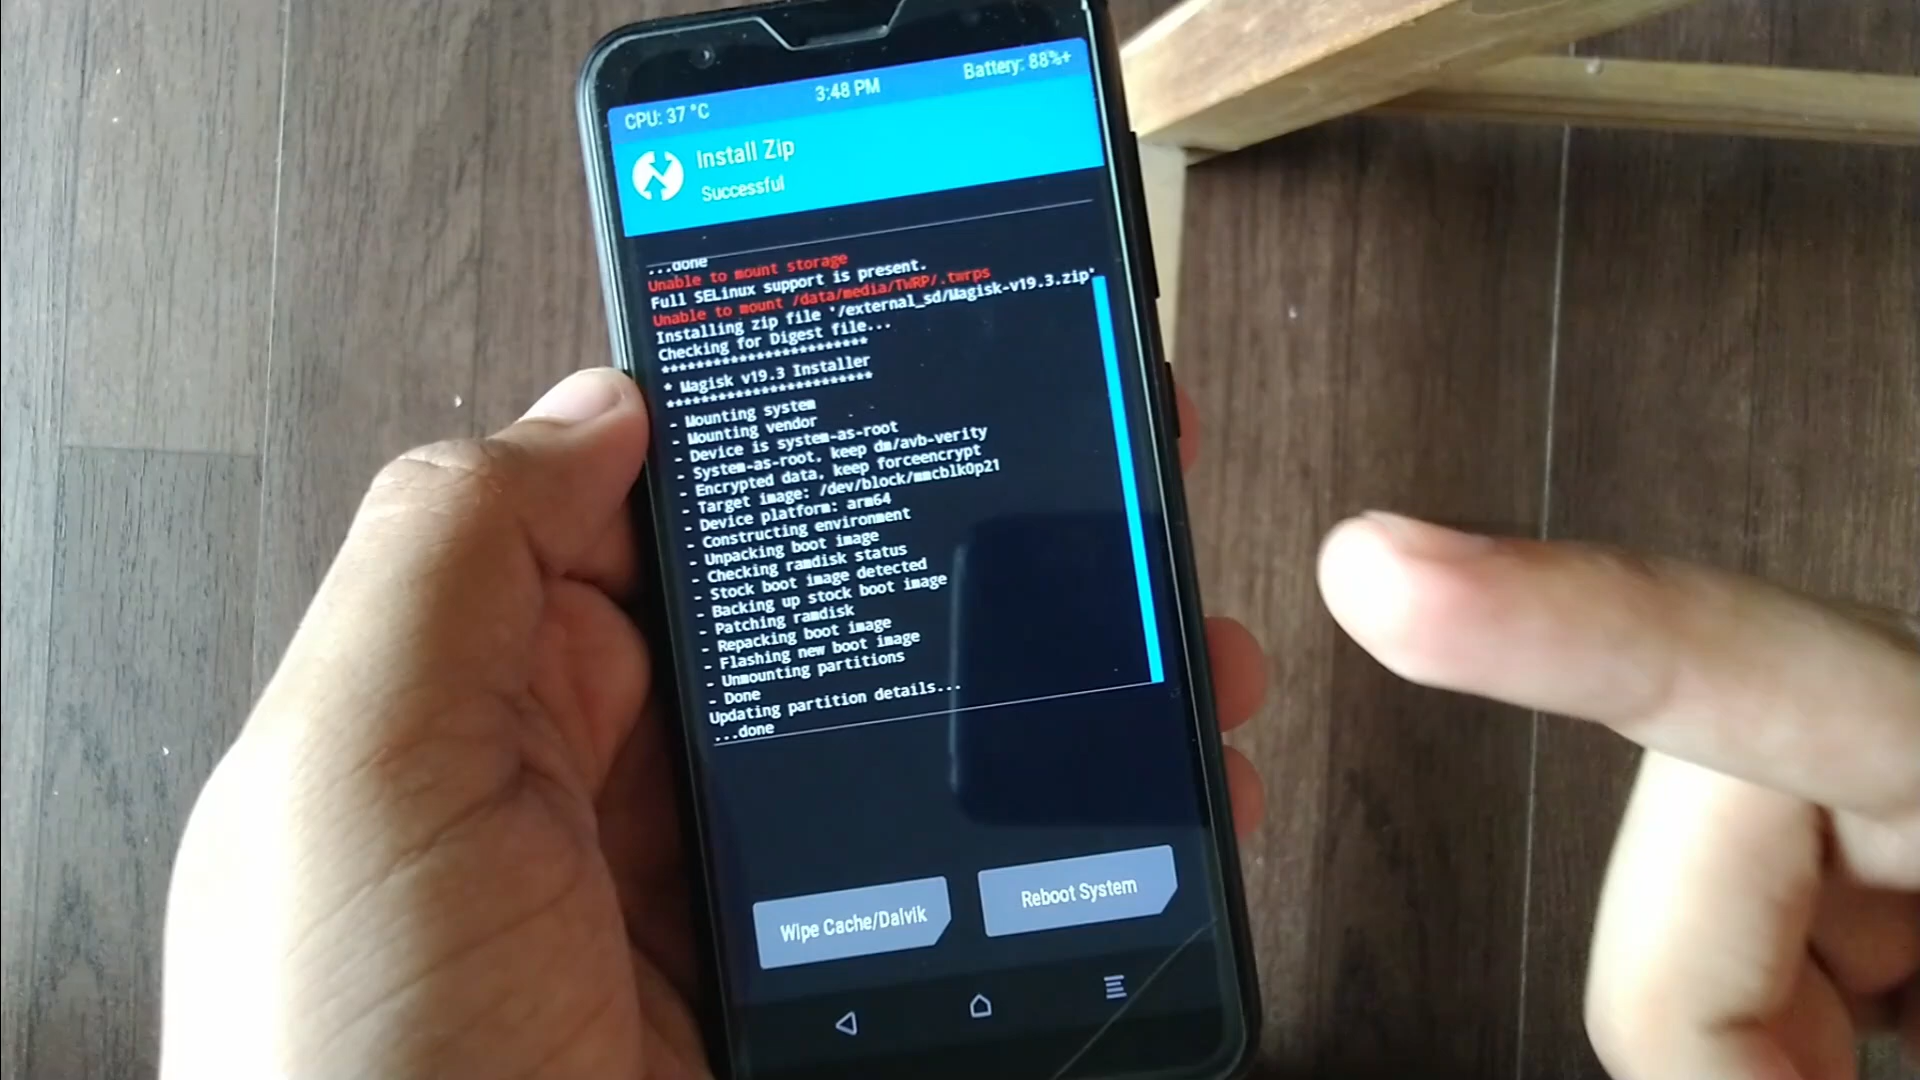 CPU: 37 °C 3:48 PM Battery: 88%+
Install Zip
Successful
...done
Unable to mount storage
Full SELinux support is present.
Unable to mount /data/media/TWRP/.twrps
Installing zip file '/external_sd/Magisk-v19.3.zip'
Checking for Digest file...
************************
* Magisk v19.3 Installer
************************
- Mounting system
- Mounting vendor
- Device is system-as-root
- System-as-root, keep dm/avb-verity
- Encrypted data, keep forceencrypt
- Target image: /dev/block/mmcblk0p21
- Device platform: arm64
- Constructing environment
- Unpacking boot image
- Checking ramdisk status
- Stock boot image detected
- Backing up stock boot image
- Patching ramdisk
- Repacking boot image
- Flashing new boot image
- Unmounting partitions
- Done
Updating partition details...
...done
Wipe Cache/Dalvik
Reboot System